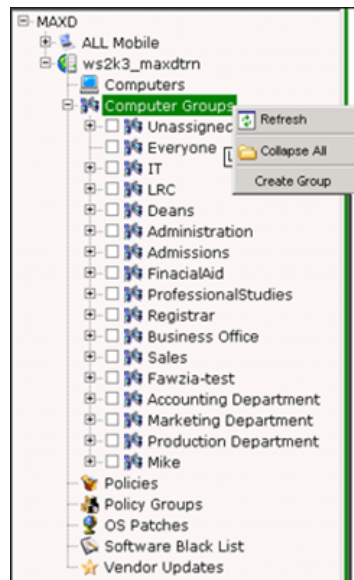 MAXD
ALL Mobile
ws2k3_maxdtrn
Computers
Computer Groups
Refresh
Unassigned
Everyone
Collapse All
IT
Create Group
LRC
Deans
Administration
Admissions
FinacialAid
ProfessionalStudies
Registrar
Business Office
Sales
Fawzia-test
Accounting Department
Marketing Department
Production Department
Mike
Policies
Policy Groups
OS Patches
Software Black List
Vendor Updates